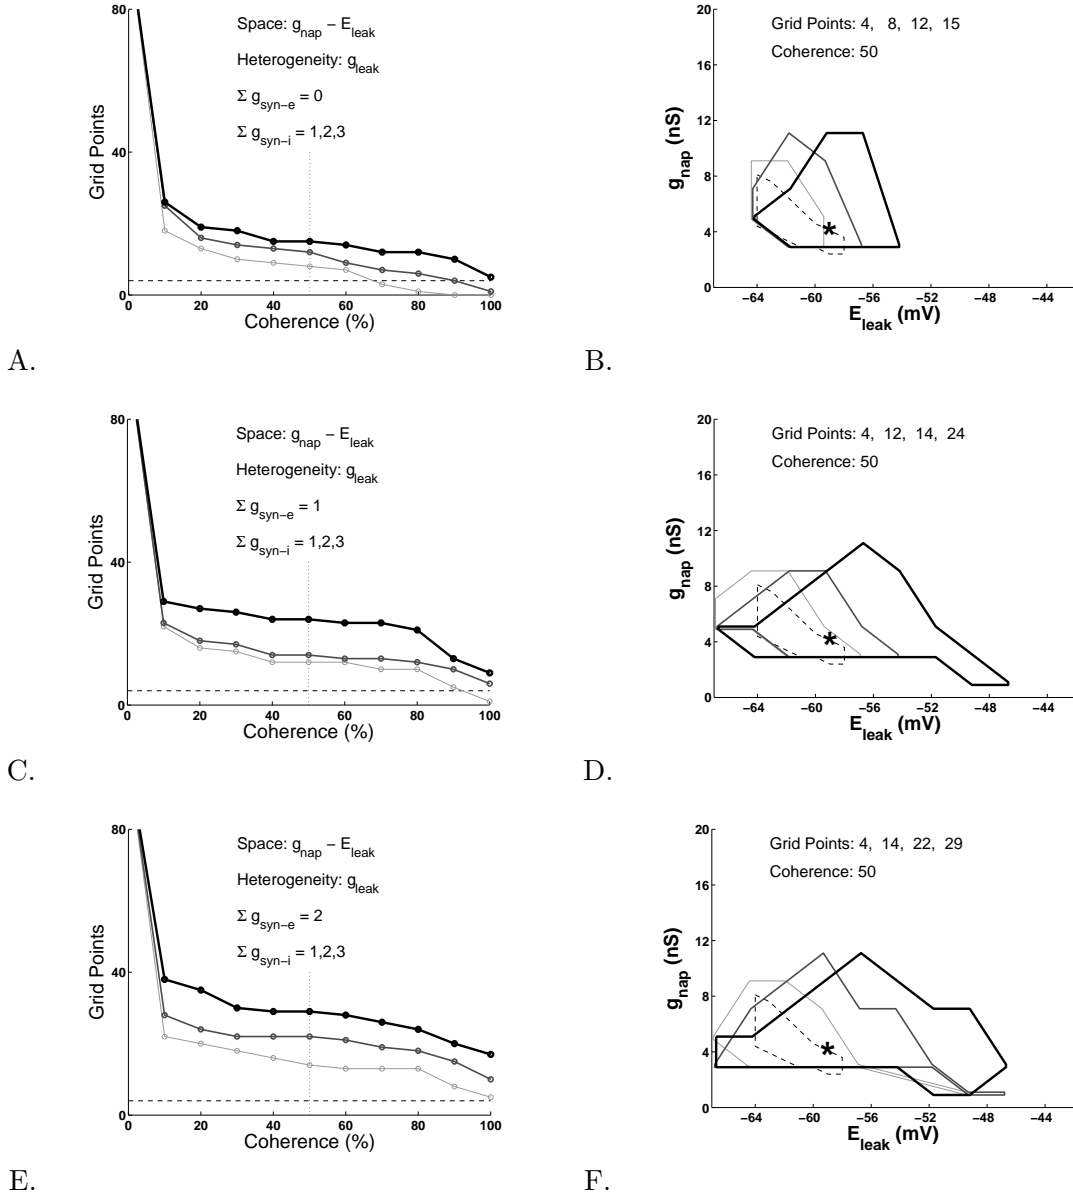 80
40
0
Grid Points
Space: g_nap − E_leak
Heterogeneity: g_leak
Σ g_syn−e = 0
Σ g_syn−i = 1,2,3
0 20 40 60 80 100
Coherence (%)
A.
20
16
12
8
4
0
g_nap (nS)
Grid Points: 4, 8, 12, 15
Coherence: 50
*
−64 −60 −56 −52 −48 −44
E_leak (mV)
B.
80
40
0
Grid Points
Space: g_nap − E_leak
Heterogeneity: g_leak
Σ g_syn−e = 1
Σ g_syn−i = 1,2,3
0 20 40 60 80 100
Coherence (%)
C.
20
16
12
8
4
0
g_nap (nS)
Grid Points: 4, 12, 14, 24
Coherence: 50
*
−64 −60 −56 −52 −48 −44
E_leak (mV)
D.
80
40
0
Grid Points
Space: g_nap − E_leak
Heterogeneity: g_leak
Σ g_syn−e = 2
Σ g_syn−i = 1,2,3
0 20 40 60 80 100
Coherence (%)
E.
20
16
12
8
4
0
g_nap (nS)
Grid Points: 4, 14, 22, 29
Coherence: 50
*
−64 −60 −56 −52 −48 −44
E_leak (mV)
F.